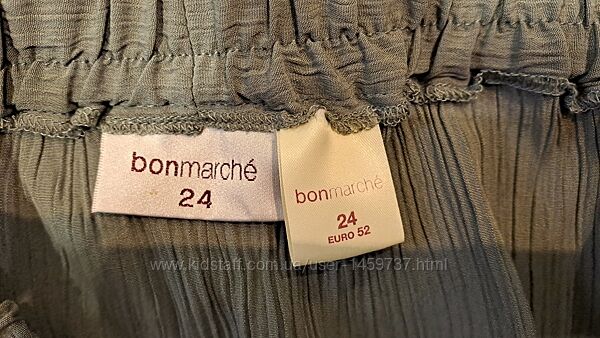 bonmarché
24
bonmarché
24
EURO 52
www.kidstaff.com.ua/user-1459737.html